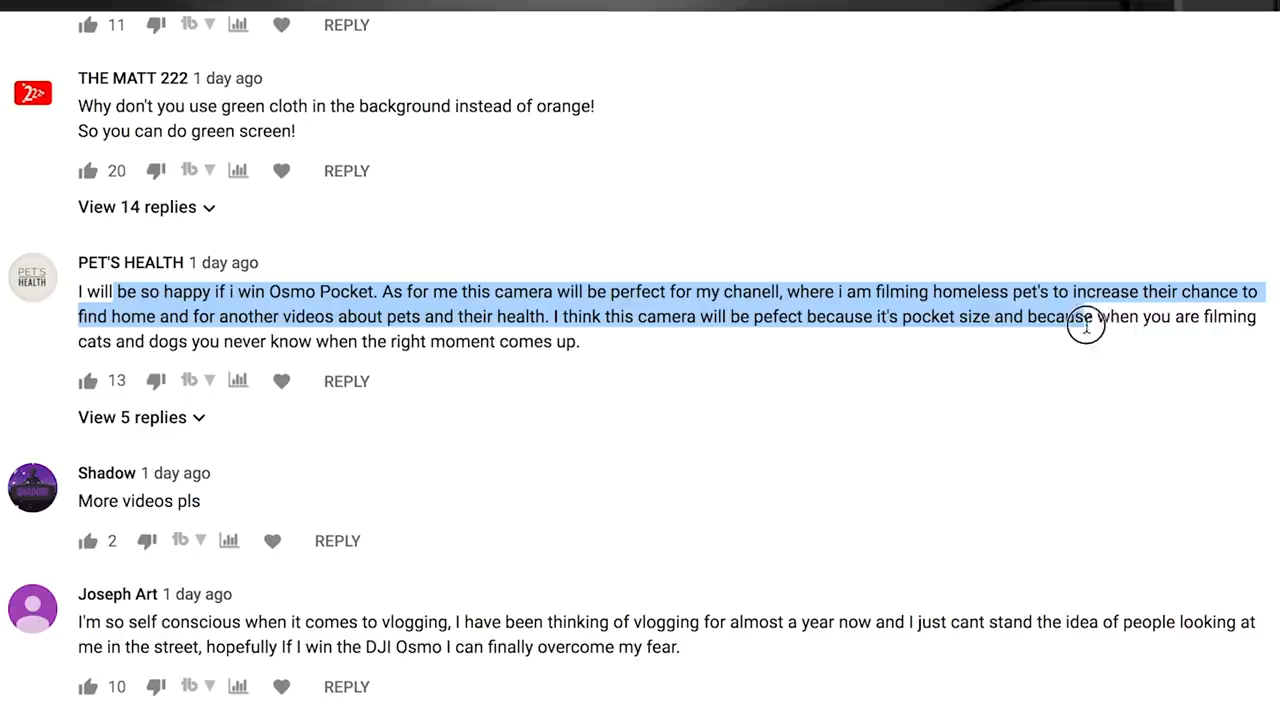 11 REPLY
THE MATT 222 1 day ago
Why don't you use green cloth in the background instead of orange!
So you can do green screen!
20 REPLY
View 14 replies
PET'S HEALTH 1 day ago
PET'S
HEALTH
I will be so happy if i win Osmo Pocket. As for me this camera will be perfect for my chanell, where i am filming homeless pet's to increase their chance to
find home and for another videos about pets and their health. I think this camera will be pefect because it's pocket size and because when you are filming
cats and dogs you never know when the right moment comes up.
13 REPLY
View 5 replies
Shadow 1 day ago
SHADOW
More videos pls
2 REPLY
Joseph Art 1 day ago
I'm so self conscious when it comes to vlogging, I have been thinking of vlogging for almost a year now and I just cant stand the idea of people looking at
me in the street, hopefully If I win the DJI Osmo I can finally overcome my fear.
10 REPLY